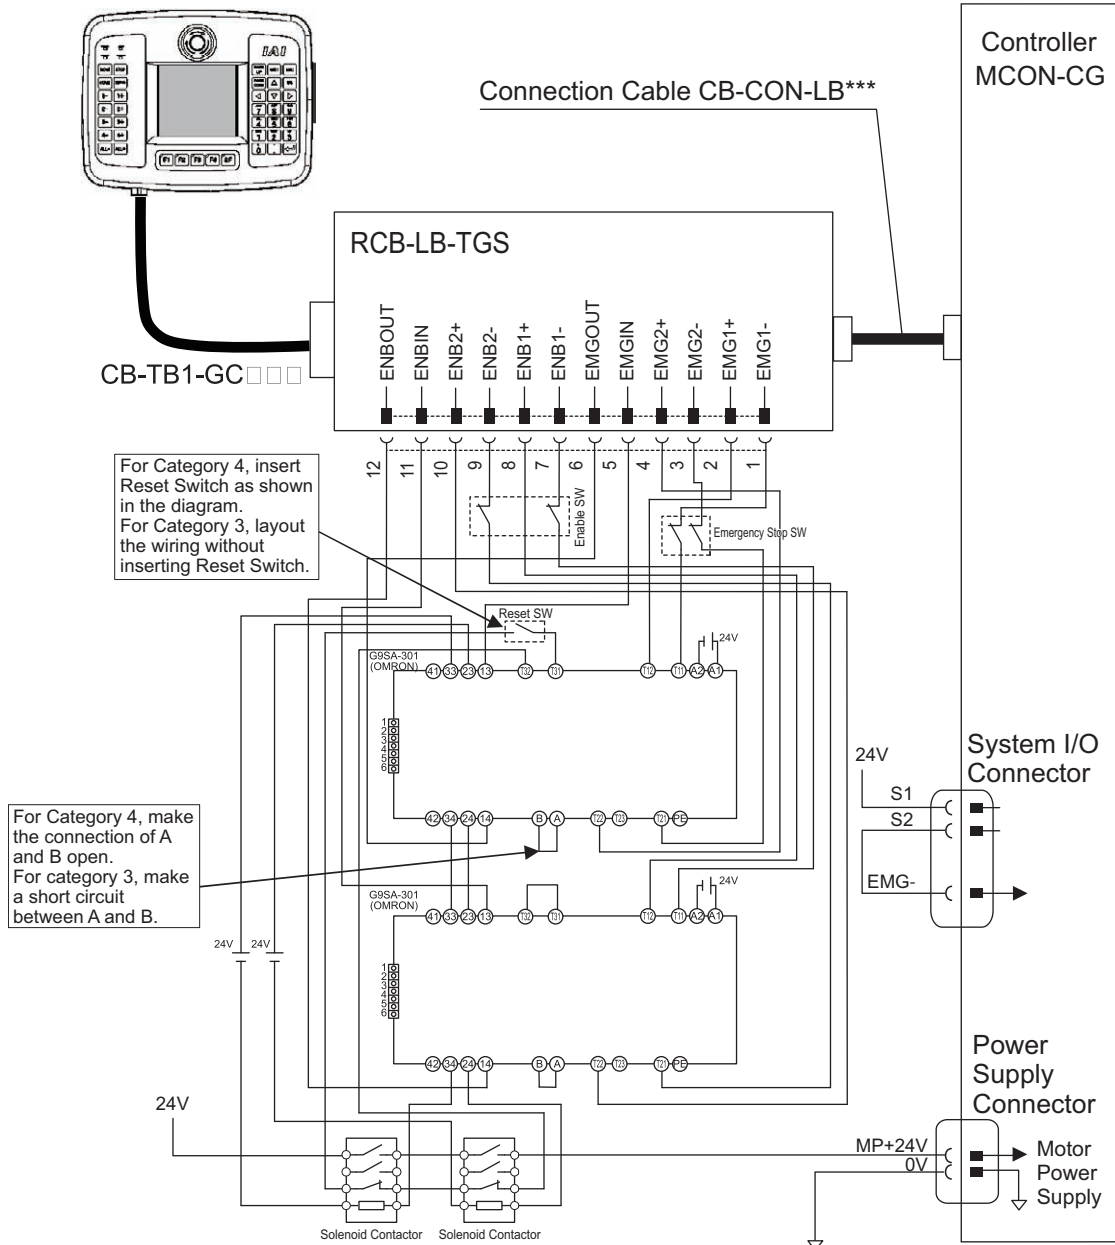 IAI
F1 F2 F3 F4
Controller
MCON-CG
Connection Cable CB-CON-LB***
RCB-LB-TGS
CB-TB1-GC□□□
ENBOUT
ENBIN
ENB2+
ENB2-
ENB1+
ENB1-
EMGOUT
EMGIN
EMG2+
EMG2-
EMG1+
EMG1-
12 11 10 9 8 7 6 5 4 3 2 1
For Category 4, insert
Reset Switch as shown
in the diagram.
For Category 3, layout
the wiring without
inserting Reset Switch.
Enable SW
Emergency Stop SW
Reset SW
24V
G9SA-301
(OMRON)
41 33 23 13 T32 T31 T12 T11 A2 A1
1
2
3
4
5
6
42 34 24 14 B A T22 T23 T21 PE
For Category 4, make
the connection of A
and B open.
For category 3, make
a short circuit
between A and B.
24V
G9SA-301
(OMRON)
41 33 23 13 T32 T31 T12 T11 A2 A1
24V 24V
1
2
3
4
5
6
42 34 24 14 B A T22 T23 T21 PE
System I/O
Connector
24V
S1
S2
EMG-
Power
Supply
Connector
24V
MP+24V
0V
Motor
Power
Supply
Solenoid Contactor Solenoid Contactor